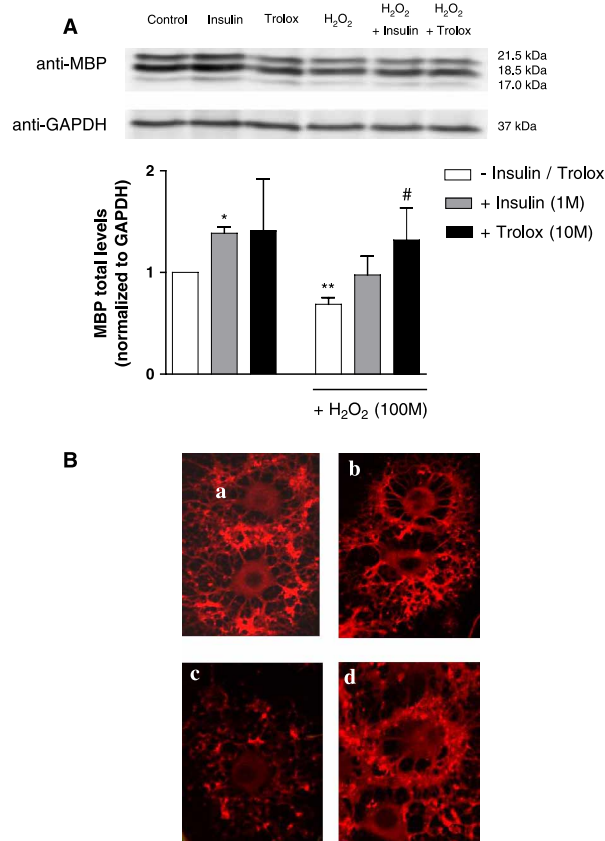 A
Control Insulin Trolox H₂O₂ H₂O₂ + Insulin H₂O₂ + Trolox
anti-MBP
21.5 kDa
18.5 kDa
17.0 kDa
anti-GAPDH
37 kDa
MBP total levels
(normalized to GAPDH)
2
1
0
*
**
#
- Insulin / Trolox
+ Insulin (1M)
+ Trolox (10M)
+ H₂O₂ (100M)
B
a
b
c
d